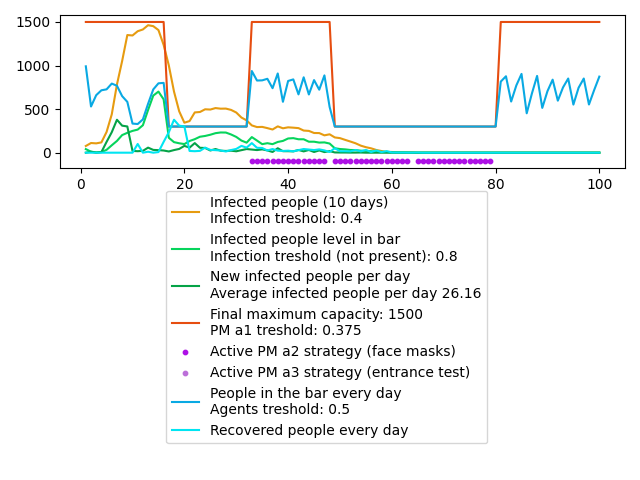 1500
1000
500
0
0 20 40 60 80 100
Infected people (10 days)
Infection treshold: 0.4
Infected people level in bar
Infection treshold (not present): 0.8
New infected people per day
Average infected people per day 26.16
Final maximum capacity: 1500
PM a1 treshold: 0.375
Active PM a2 strategy (face masks)
Active PM a3 strategy (entrance test)
People in the bar every day
Agents treshold: 0.5
Recovered people every day